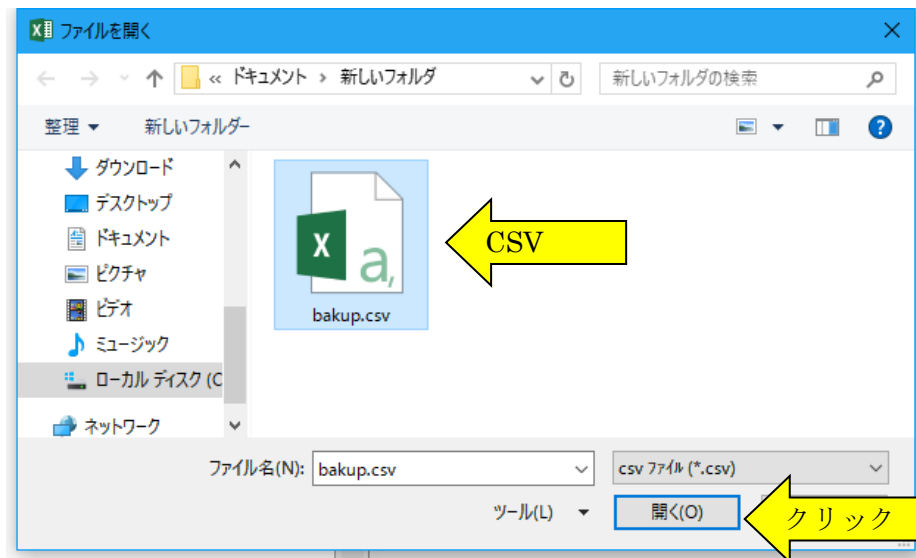 ファイルを開く
« ドキュメント › 新しいフォルダ
新しいフォルダの検索
整理
新しいフォルダー
ダウンロード
デスクトップ
ドキュメント
ピクチャ
ビデオ
ミュージック
ローカル ディスク (C
ネットワーク
a,
bakup.csv
CSV
ファイル名(N):
bakup.csv
csv ファイル (*.csv)
ツール(L)
開く(O)
クリック